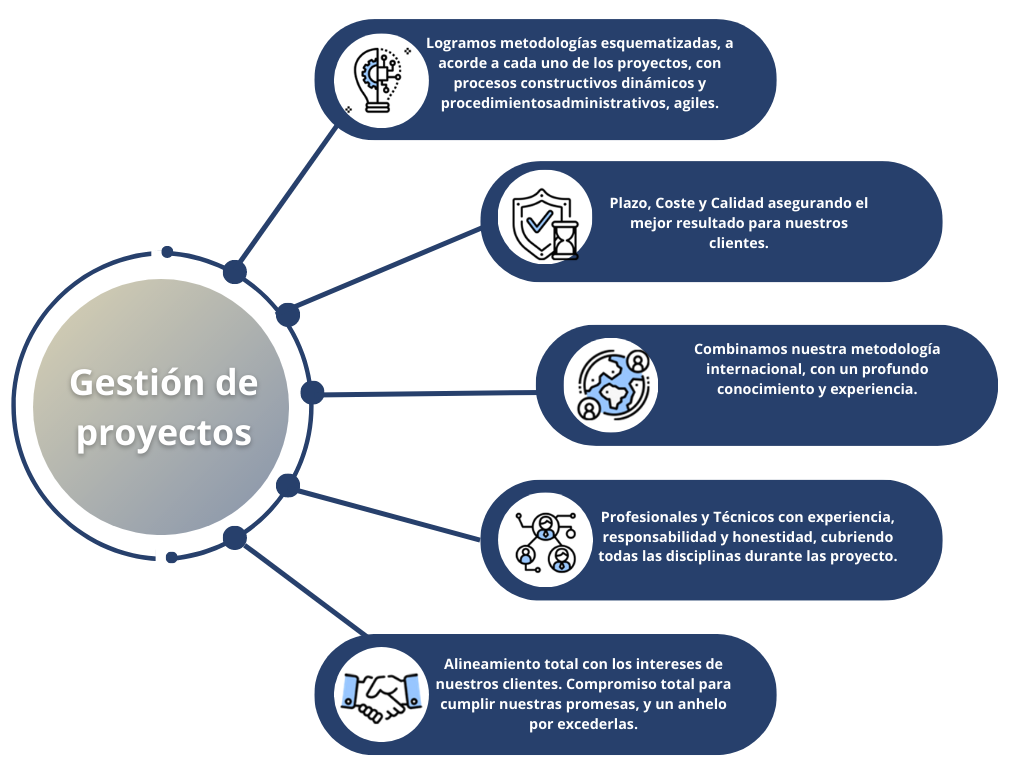 Logramos metodologías esquematizadas, a
acorde a cada uno de los proyectos, con
procesos constructivos dinámicos y
procedimientosadministrativos, agiles.
Plazo, Coste y Calidad asegurando el
mejor resultado para nuestros
clientes.
Gestión de
proyectos
Combinamos nuestra metodología
internacional, con un profundo
conocimiento y experiencia.
Profesionales y Técnicos con experiencia,
responsabilidad y honestidad, cubriendo
todas las disciplinas durante las proyecto.
Alineamiento total con los intereses de
nuestros clientes. Compromiso total para
cumplir nuestras promesas, y un anhelo
por excederlas.